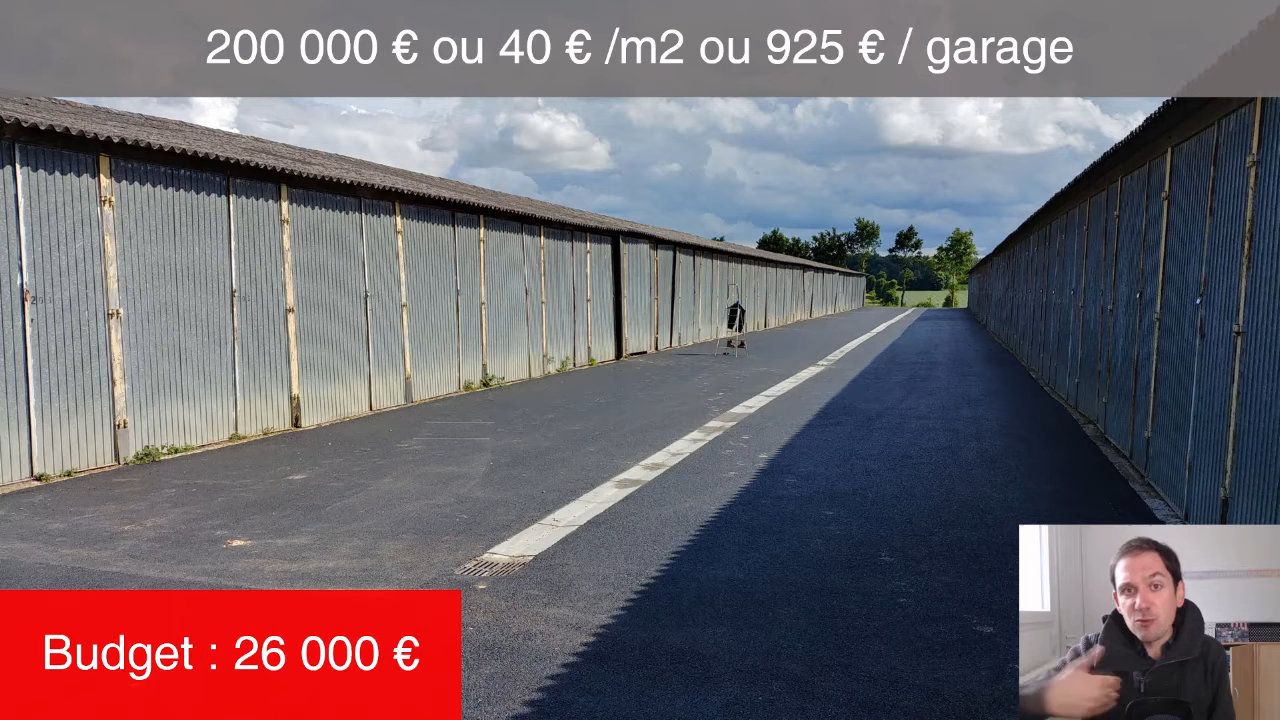 200 000 € ou 40 € /m2 ou 925 € / garage
Budget : 26 000 €